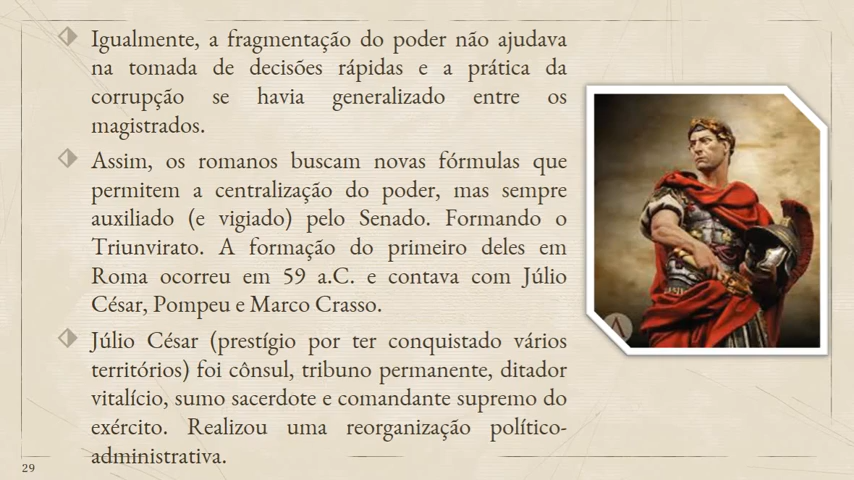 Igualmente, a fragmentação do poder não ajudava
na tomada de decisões rápidas e a prática da
corrupção se havia generalizado entre os
magistrados.
Assim, os romanos buscam novas fórmulas que
permitem a centralização do poder, mas sempre
auxiliado (e vigiado) pelo Senado. Formando o
Triunvirato. A formação do primeiro deles em
Roma ocorreu em 59 a.C. e contava com Júlio
César, Pompeu e Marco Crasso.
Júlio César (prestígio por ter conquistado vários
territórios) foi cônsul, tribuno permanente, ditador
vitalício, sumo sacerdote e comandante supremo do
exército. Realizou uma reorganização político-
administrativa.
29